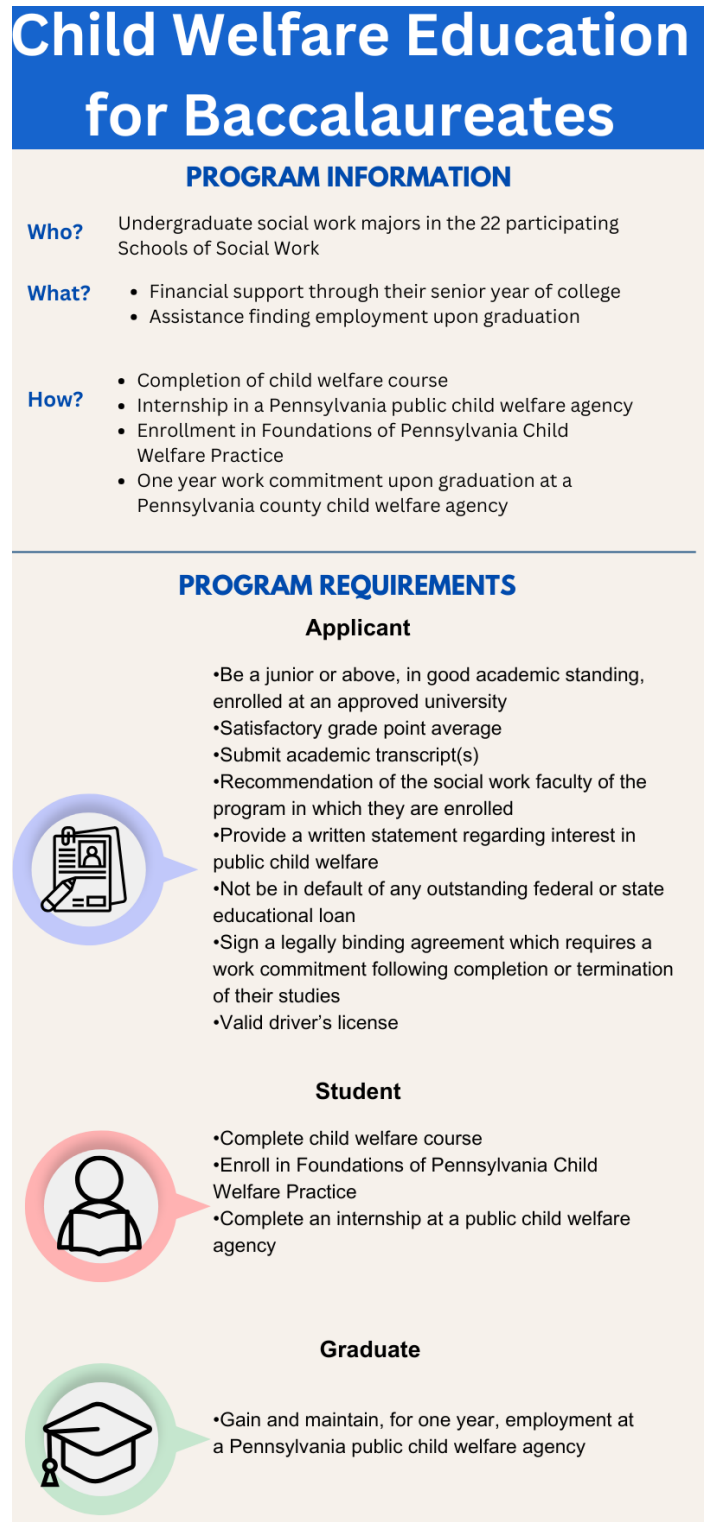 Child Welfare Education
for Baccalaureates
PROGRAM INFORMATION
Who?
Undergraduate social work majors in the 22 participating
Schools of Social Work
What?
• Financial support through their senior year of college
• Assistance finding employment upon graduation
How?
• Completion of child welfare course
• Internship in a Pennsylvania public child welfare agency
• Enrollment in Foundations of Pennsylvania Child
Welfare Practice
• One year work commitment upon graduation at a
Pennsylvania county child welfare agency
PROGRAM REQUIREMENTS
Applicant
•Be a junior or above, in good academic standing,
enrolled at an approved university
•Satisfactory grade point average
•Submit academic transcript(s)
•Recommendation of the social work faculty of the
program in which they are enrolled
•Provide a written statement regarding interest in
public child welfare
•Not be in default of any outstanding federal or state
educational loan
•Sign a legally binding agreement which requires a
work commitment following completion or termination
of their studies
•Valid driver’s license
Student
•Complete child welfare course
•Enroll in Foundations of Pennsylvania Child
Welfare Practice
•Complete an internship at a public child welfare
agency
Graduate
•Gain and maintain, for one year, employment at
a Pennsylvania public child welfare agency